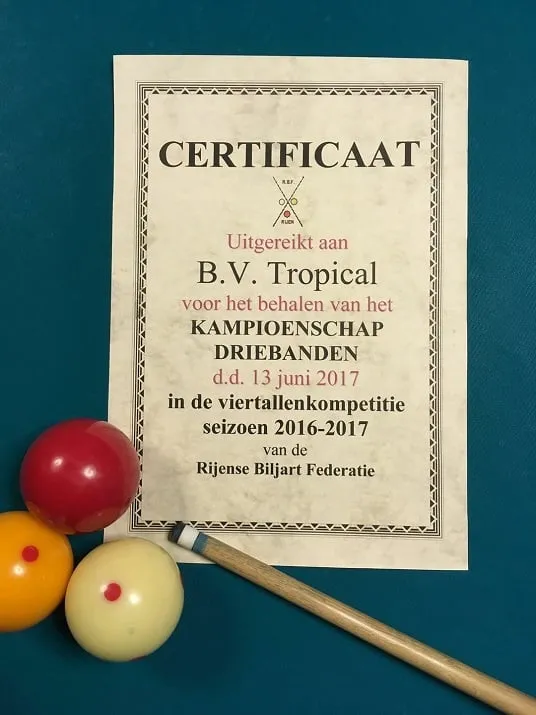 CERTIFICAAT
R.B.F.
RIJEN
Uitgereikt aan
B.V. Tropical
voor het behalen van het
KAMPIOENSCHAP
DRIEBANDEN
d.d. 13 juni 2017
in de viertallenkompetitie
seizoen 2016-2017
van de
Rijense Biljart Federatie